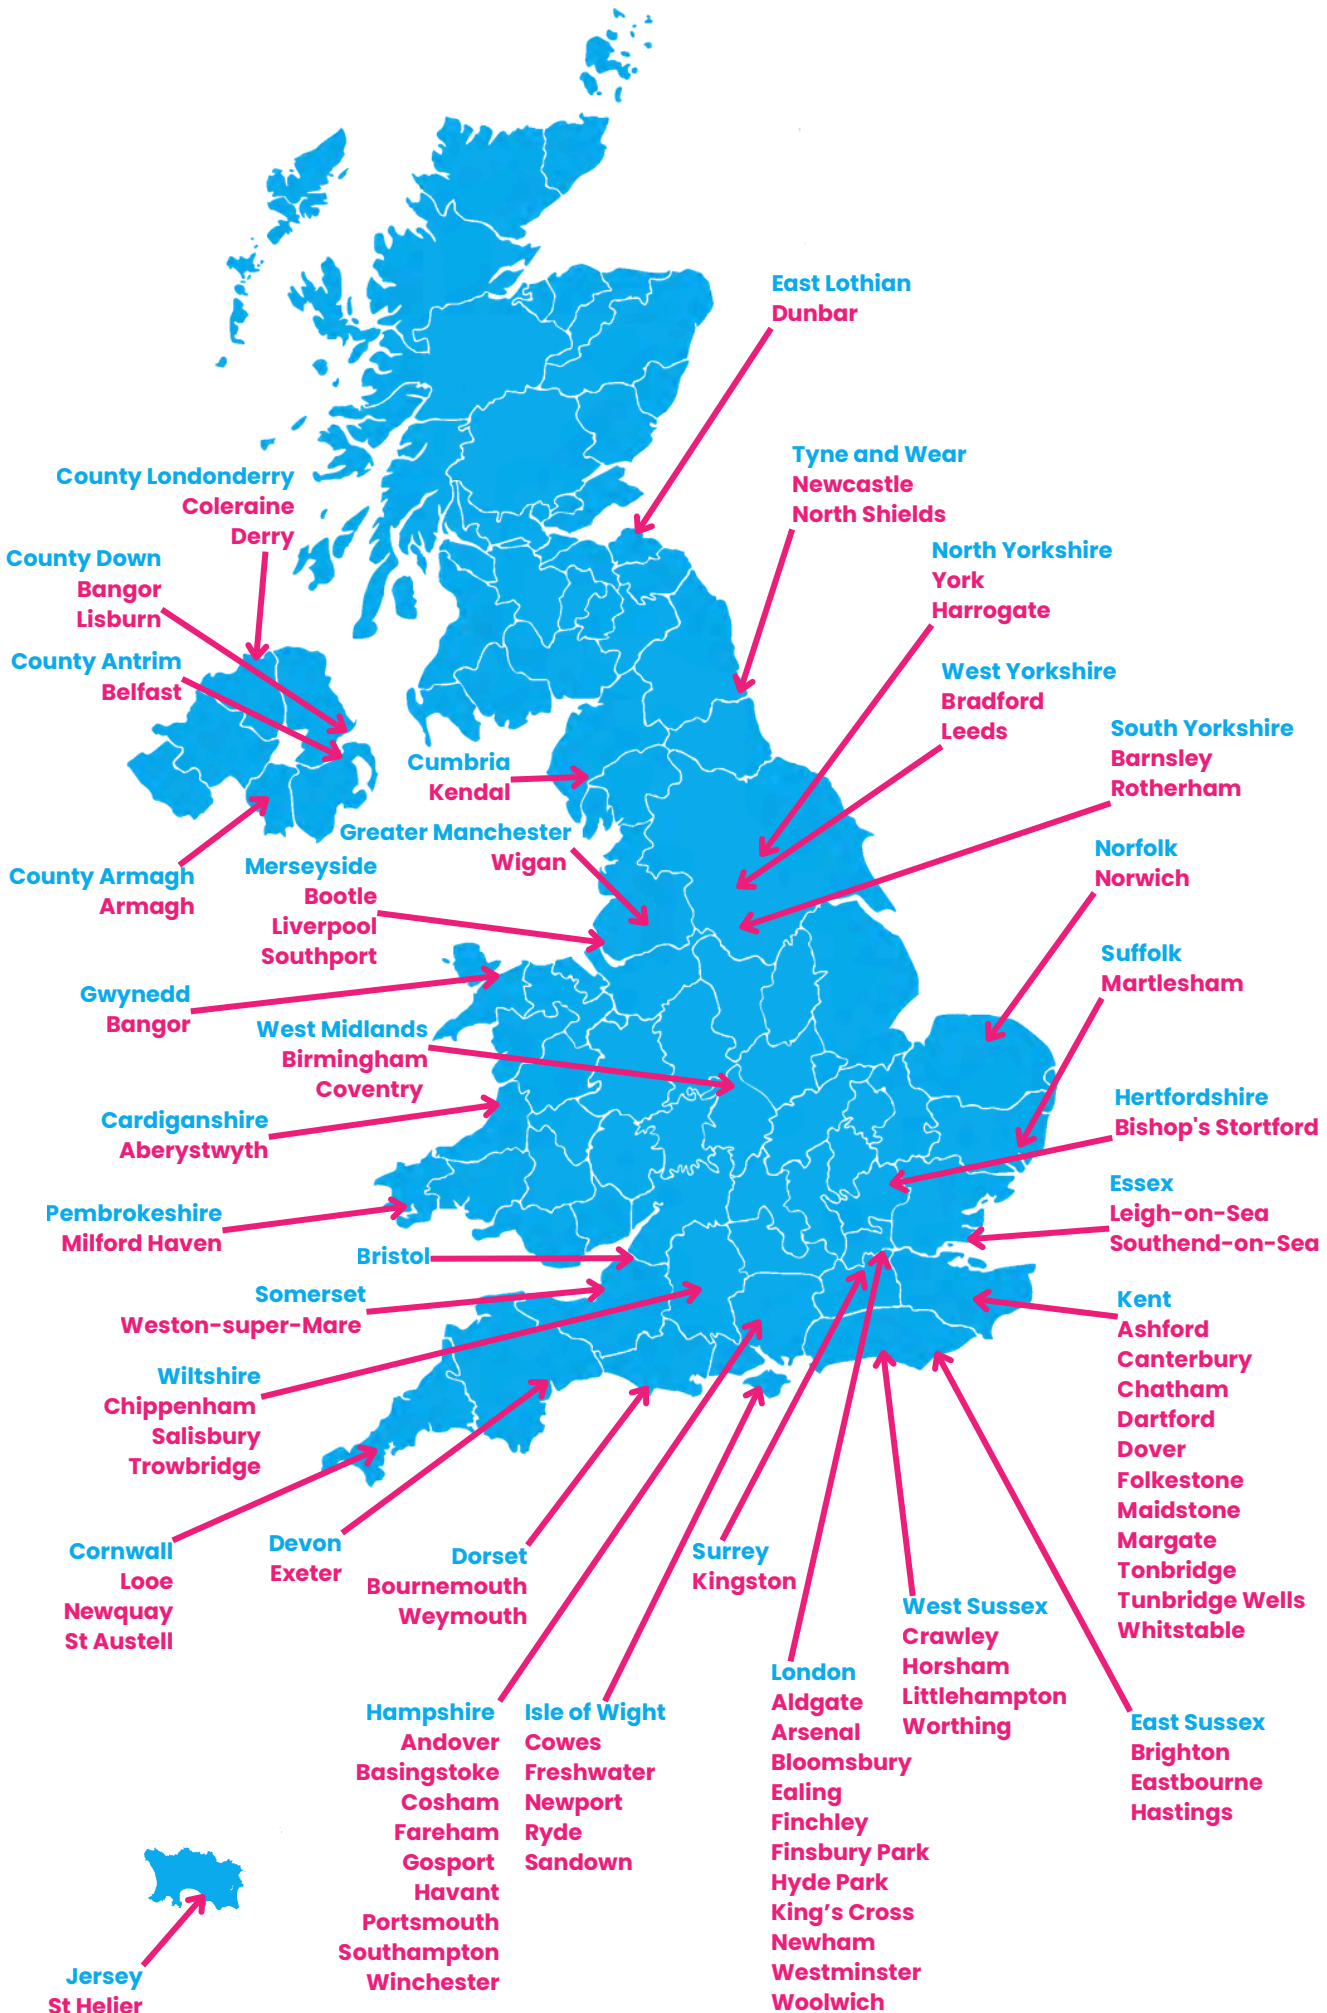 East Lothian
Dunbar
Tyne and Wear
Newcastle
North Shields
County Londonderry
Coleraine
Derry
North Yorkshire
York
Harrogate
County Down
Bangor
Lisburn
County Antrim
Belfast
West Yorkshire
Bradford
Leeds
South Yorkshire
Barnsley
Rotherham
Cumbria
Kendal
Greater Manchester
Wigan
Norfolk
Norwich
County Armagh
Armagh
Merseyside
Bootle
Liverpool
Southport
Suffolk
Martlesham
Gwynedd
Bangor
West Midlands
Birmingham
Coventry
Hertfordshire
Bishop's Stortford
Cardiganshire
Aberystwyth
Essex
Leigh-on-Sea
Southend-on-Sea
Pembrokeshire
Milford Haven
Bristol
Somerset
Weston-super-Mare
Kent
Ashford
Canterbury
Chatham
Dartford
Dover
Folkestone
Maidstone
Margate
Tonbridge
Tunbridge Wells
Whitstable
Wiltshire
Chippenham
Salisbury
Trowbridge
Cornwall
Looe
Newquay
St Austell
Devon
Exeter
Dorset
Bournemouth
Weymouth
Surrey
Kingston
West Sussex
Crawley
Horsham
Littlehampton
Worthing
London
Aldgate
Arsenal
Bloomsbury
Ealing
Finchley
Finsbury Park
Hyde Park
King’s Cross
Newham
Westminster
Woolwich
Hampshire
Andover
Basingstoke
Cosham
Fareham
Gosport
Havant
Portsmouth
Southampton
Winchester
Isle of Wight
Cowes
Freshwater
Newport
Ryde
Sandown
East Sussex
Brighton
Eastbourne
Hastings
Jersey
St Helier